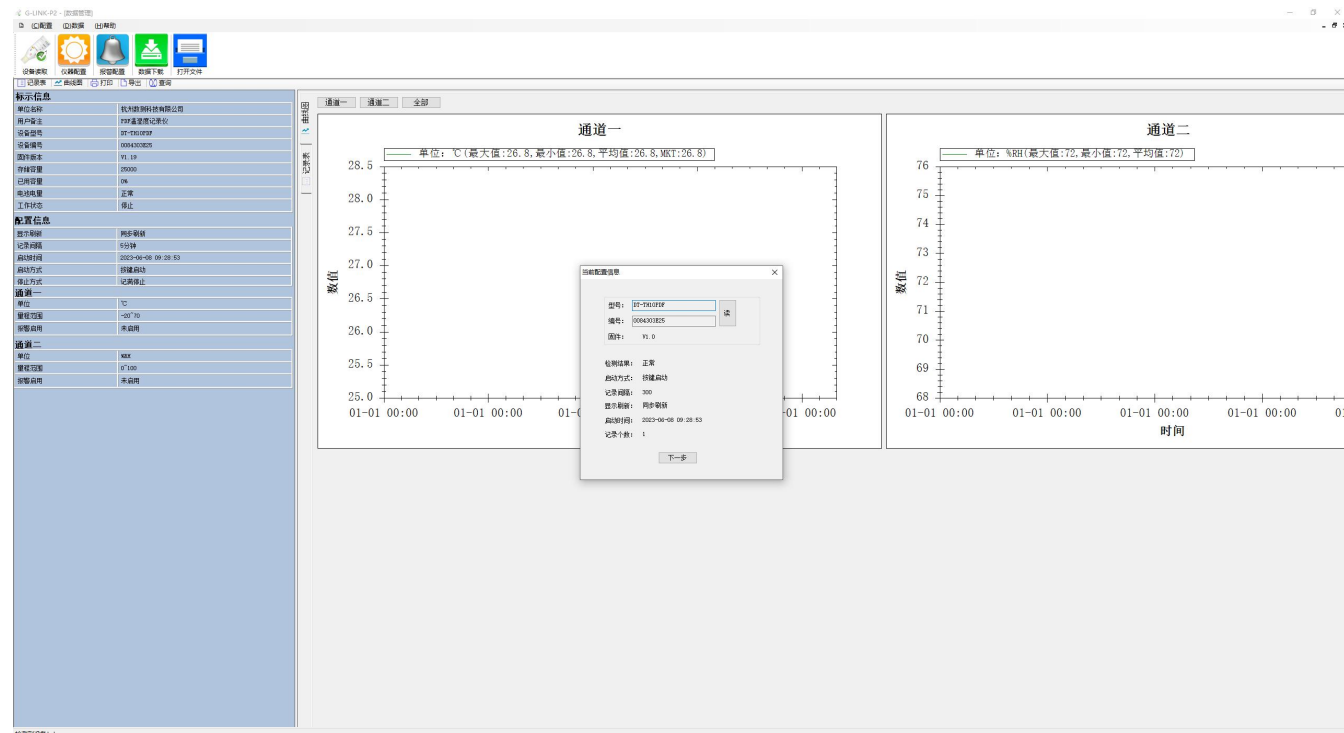 G-LINK-P2 - [数据管理]
(C)配置 (D)数据 (H)帮助
设备读取 仪器配置 报警配置 数据下载 打开文件
记录表 曲线图 打印 导出 查询
标示信息
单位名称 杭州数测科技有限公司
用户备注 PDF温湿度记录仪
设备型号 DT-TH10PDF
设备编号 0084303E25
固件版本 V1.19
存储容量 25000
已用容量 0%
电池电量 正常
工作状态 停止
配置信息
显示刷新 同步刷新
记录间隔 5分钟
启动时间 2023-06-08 09:28:53
启动方式 按键启动
停止方式 记满停止
通道一
单位 ℃
量程范围 -20~70
报警启用 未启用
通道二
单位 %RH
量程范围 0~100
报警启用 未启用
曲线图
记录表
通道一 通道二 全部
通道一
单位: ℃(最大值:26.8,最小值:26.8,平均值:26.8,MKT:26.8)
数值
28.5
28.0
27.5
27.0
26.5
26.0
25.5
25.0
01-01 00:00 01-01 00:00 01-0 -01 00:00
通道二
单位: %RH(最大值:72,最小值:72,平均值:72)
数值
76
75
74
73
72
71
70
69
68
01-01 00:00 01-01 00:00 01-01 00:00 01-01 00:00 01
时间
当前配置信息
型号: DT-TH10PDF
读
编号: 0084303E25
固件: V1.0
检测结果: 正常
启动方式: 按键启动
记录间隔: 300
显示刷新: 同步刷新
启动时间: 2023-06-08 09:28:53
记录个数: 1
下一步